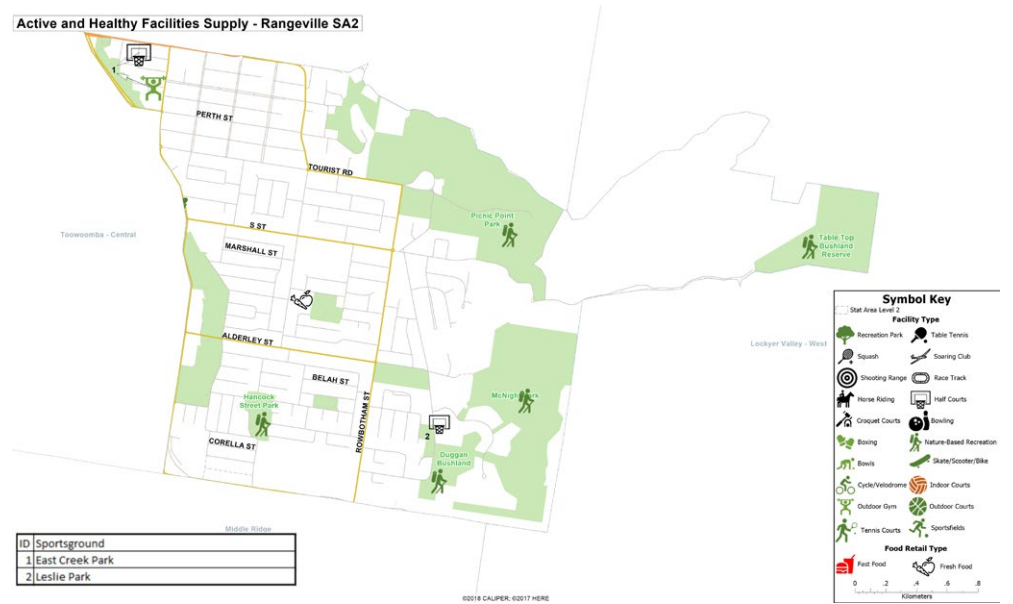 Active and Healthy Facilities Supply - Rangeville SA2
1
PERTH ST
TOURIST RD
S ST
MARSHALL ST
Toowoomba - Central
Picnic Point
Park
Table Top
Bushland
Reserve
ALDERLEY ST
BELAH ST
Hancock
Street Park
CORELLA ST
ROWBOTHAM ST
2
Duggan
Bushland
Lockyer Valley - West
Middle Ridge
ID Sportsground
1 East Creek Park
2 Leslie Park
Symbol Key
Stat Area Level 2
Facility Type
Recreation Park
Table Tennis
Squash
Soaring Club
Shooting Range
Race Track
Horse Riding
Half Courts
Croquet Courts
Bowling
Boxing
Nature-Based Recreation
Bowls
Skate/Scooter/Bike
Cycle/Velodrome
Indoor Courts
Outdoor Gym
Outdoor Courts
Tennis Courts
Sportsfields
Food Retail Type
Fast Food
Fresh Food
0 .2 .4 .6 .8
Kilometers
©2018 CALIPER; ©2017 HERE